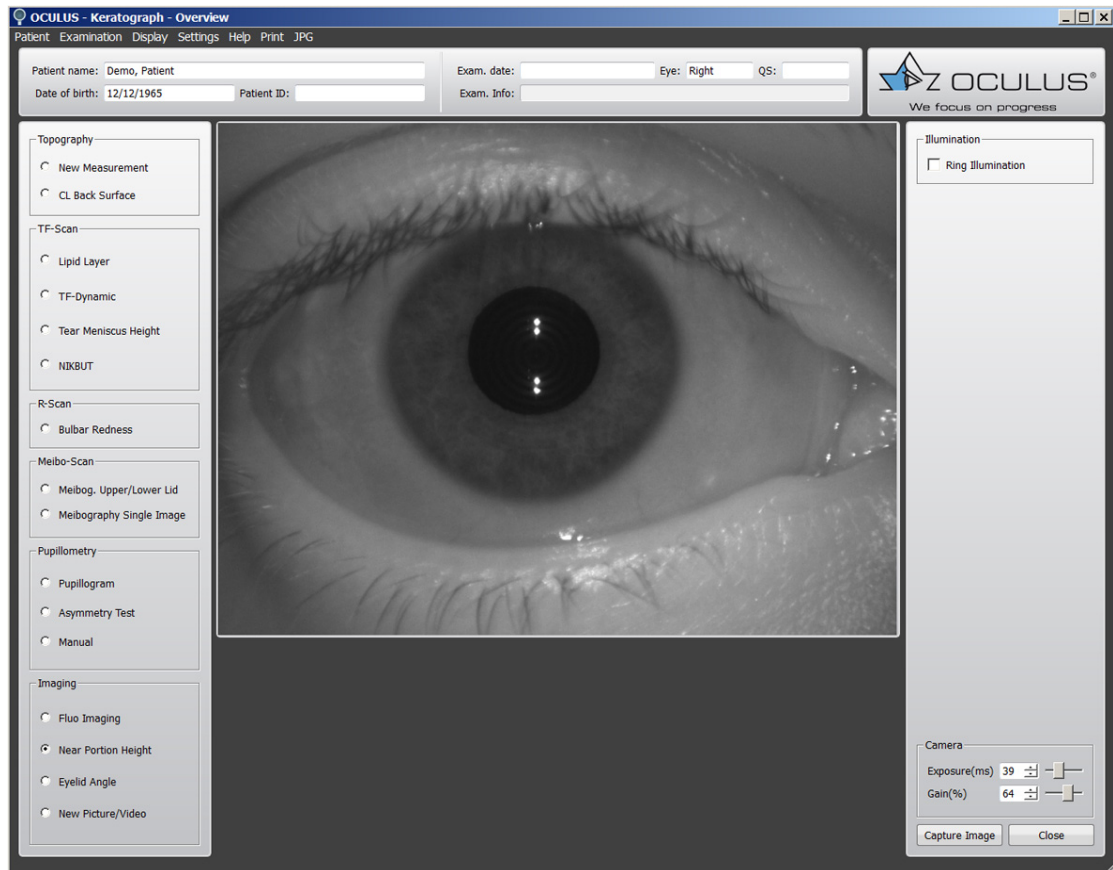 OCULUS - Keratograph - Overview
Patient Examination Display Settings Help Print JPG
Patient name: Demo, Patient
Date of birth: 12/12/1965 Patient ID:
Exam. date: Eye: Right QS:
Exam. Info:
OCULUS®
We focus on progress
Topography
New Measurement
CL Back Surface
TF-Scan
Lipid Layer
TF-Dynamic
Tear Meniscus Height
NIKBUT
R-Scan
Bulbar Redness
Meibo-Scan
Meibog. Upper/Lower Lid
Meibography Single Image
Pupillometry
Pupillogram
Asymmetry Test
Manual
Imaging
Fluo Imaging
Near Portion Height
Eyelid Angle
New Picture/Video
Illumination
Ring Illumination
Camera
Exposure(ms) 39
Gain(%) 64
Capture Image Close